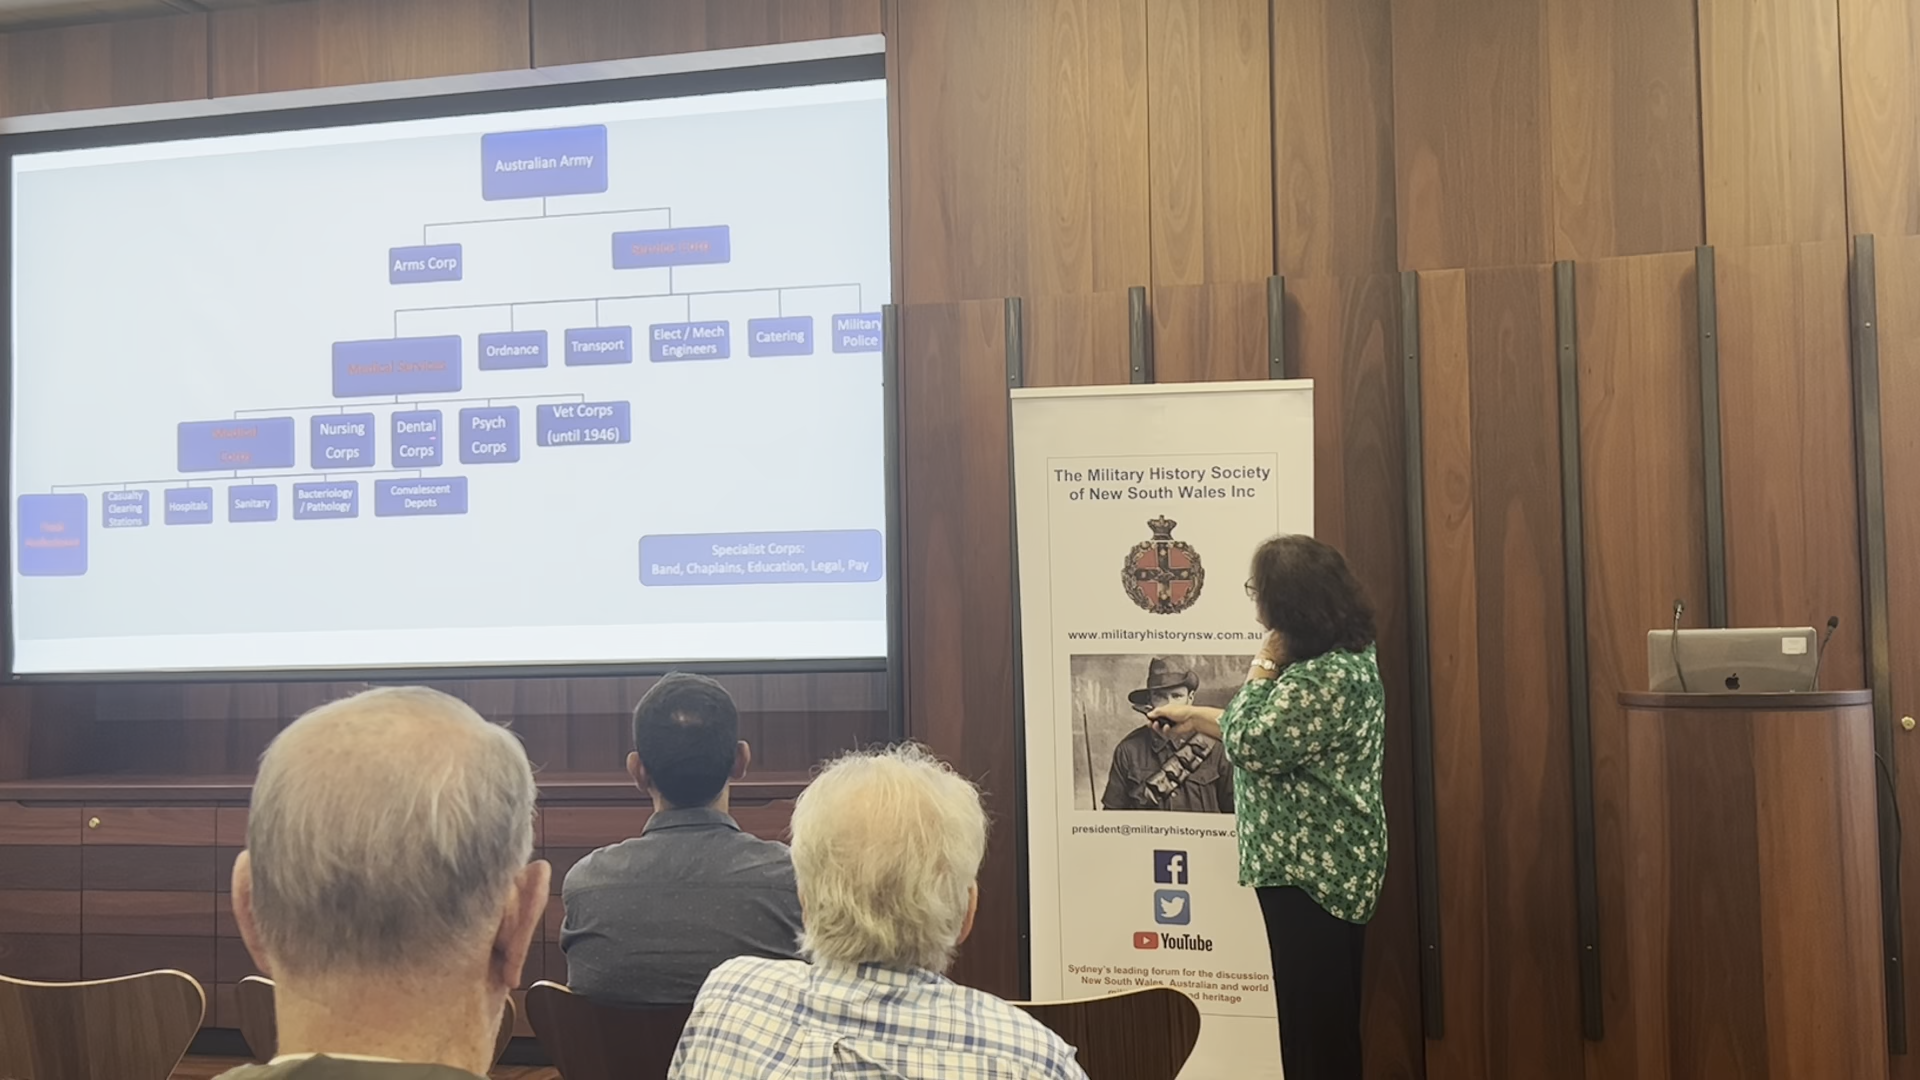 Australian Army
Arms Corp
Ordnance
Transport
Elect / Mech
Engineers
Catering
Military
Police
Nursing
Corps
Dental
Corps
Psych
Corps
Vet Corps
(until 1946)
Casualty
Clearing
Stations
Hospitals
Sanitary
Bacteriology
/ Pathology
Convalescent
Depots
Specialist Corps:
Band, Chaplains, Education, Legal, Pay
The Military History Society
of New South Wales Inc
www.militaryhistorynsw.com.au
president@militaryhistorynsw.c
YouTube
Sydney's leading forum for the discussion
New South Wales, Australian and world
heritage